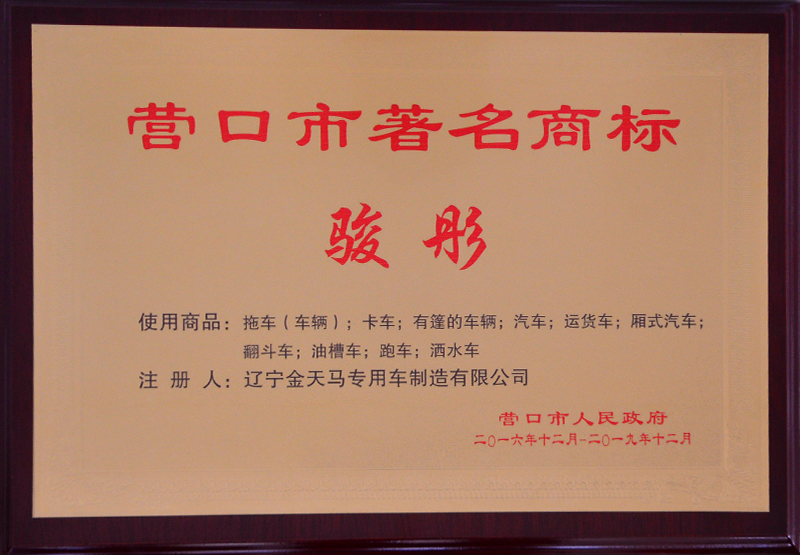 营口市著名商标
骏彤
使用商品：拖车（车辆）；卡车；有篷的车辆；汽车；运货车；厢式汽车；
翻斗车；油槽车；跑车；洒水车
注 册 人：辽宁金天马专用车制造有限公司
营口市人民政府
二〇一六年十二月-二〇一九年十二月